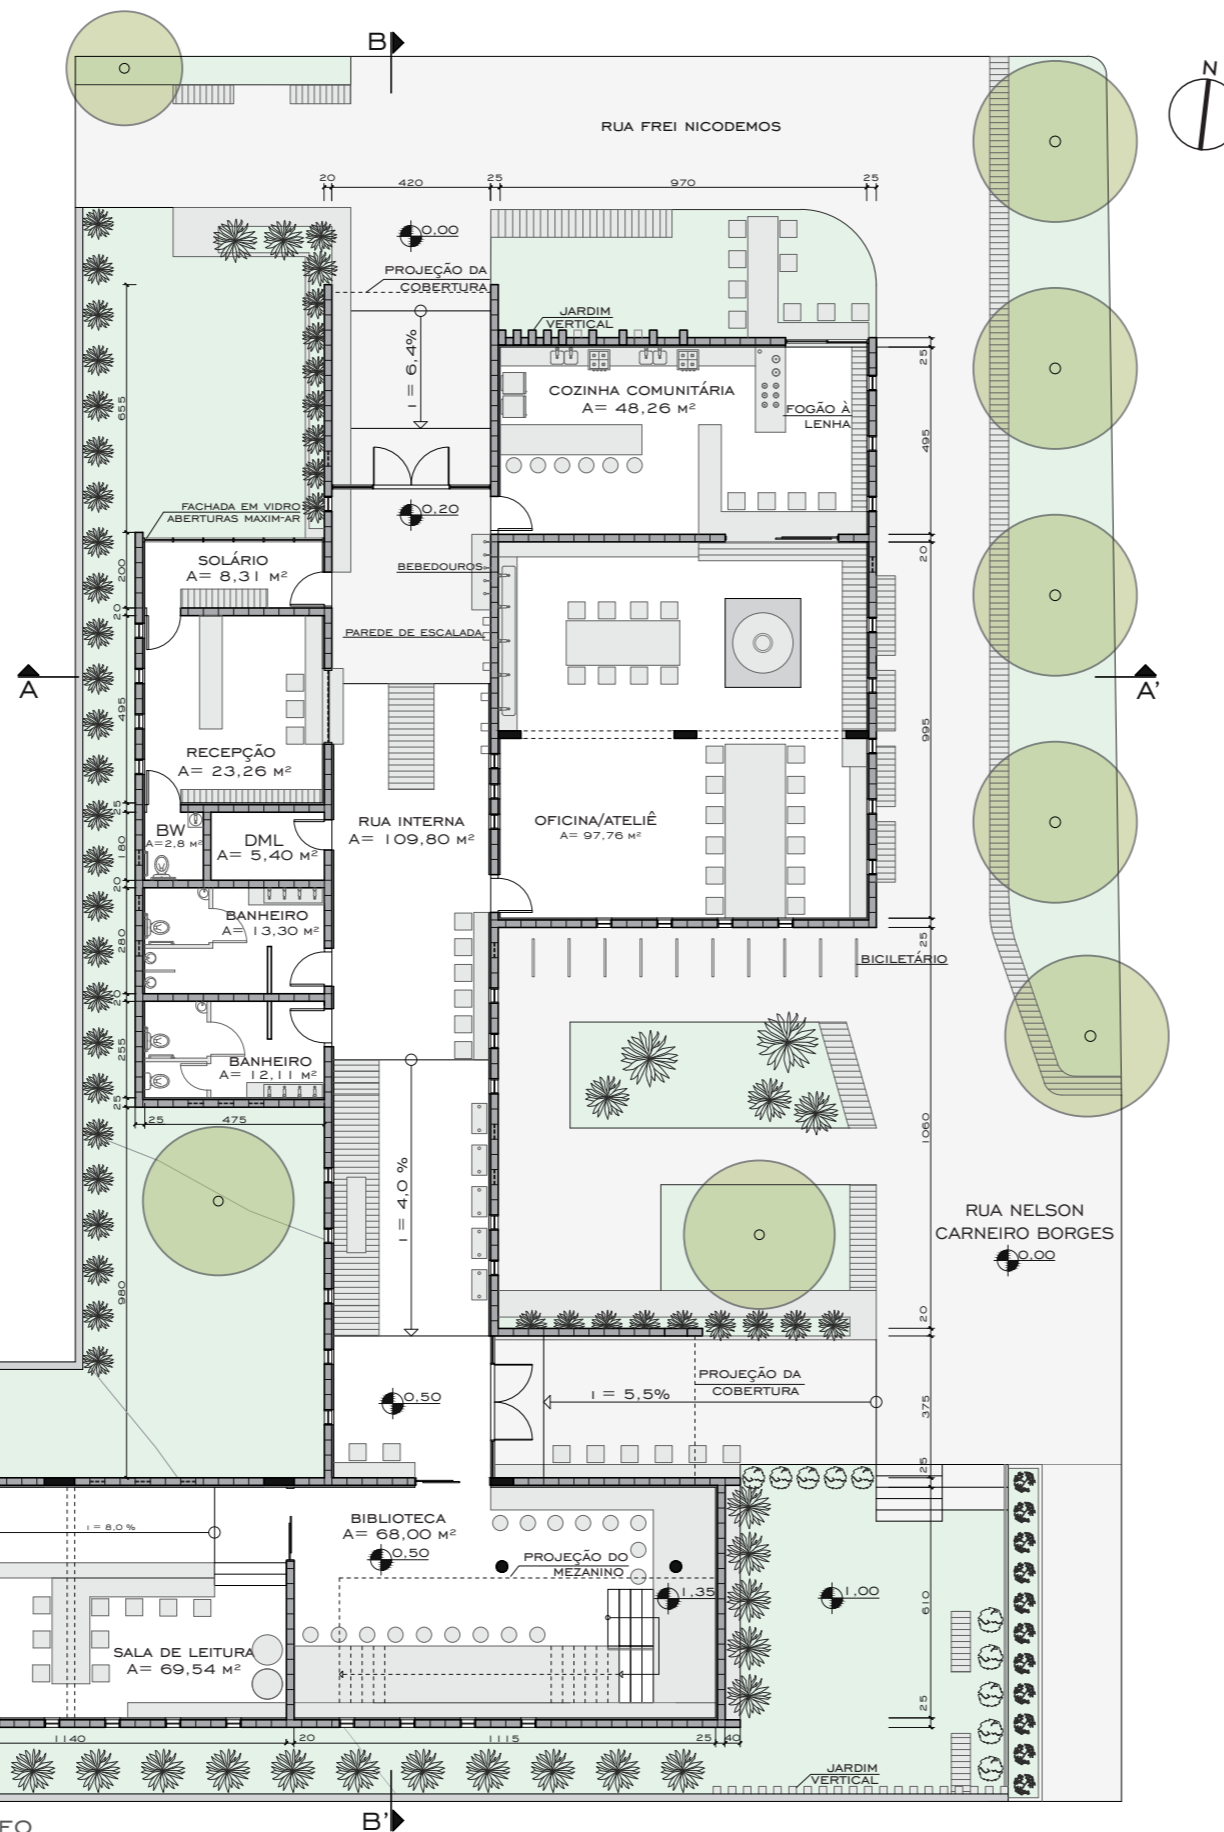 B
N
RUA FREI NICODEMOS
20
420
25
970
25
0,00
PROJEÇÃO DA
COBERTURA
JARDIM
VERTICAL
I = 6,4%
25
COZINHA COMUNITÁRIA
A= 48,26 M²
FOGÃO À
LENHA
655
495
FACHADA EM VIDRO
ABERTURAS MAXIM-AR
0,20
SOLÁRIO
A= 8,31 M²
BEBEDOUROS
20
200
20
PAREDE DE ESCALADA
A
A'
495
995
RECEPÇÃO
A= 23,26 M²
25
BW
A=2,8 M²
DML
A= 5,40 M²
RUA INTERNA
A= 109,80 M²
OFICINA/ATELIÊ
A= 97,76 M²
180
20
BANHEIRO
A= 13,30 M²
280
25
BICILETÁRIO
20
255
BANHEIRO
A= 12,11 M²
25
25
475
1060
I = 4,0 %
RUA NELSON
CARNEIRO BORGES
0,00
980
20
PROJEÇÃO DA
COBERTURA
I = 5,5%
0,50
375
25
I = 8,0 %
BIBLIOTECA
A= 68,00 M²
0,50
PROJEÇÃO DO
MEZANINO
1,35
1,00
610
SALA DE LEITURA
A= 69,54 M²
25
1140
20
1115
25
40
JARDIM
VERTICAL
B'